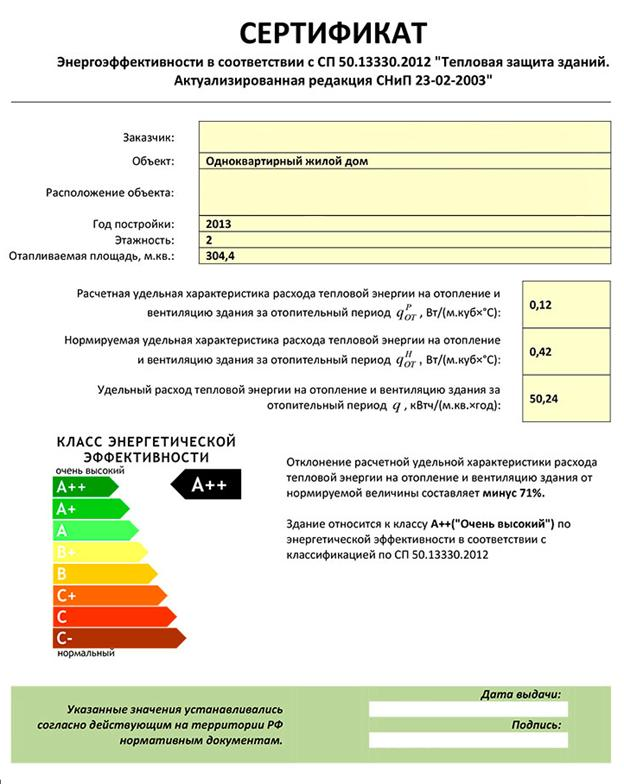 СЕРТИФИКАТ
Энергоэффективности в соответствии с СП 50.13330.2012 "Тепловая защита зданий.
Актуализированная редакция СНиП 23-02-2003"
Заказчик:
Объект: Одноквартирный жилой дом
Расположение объекта:
Год постройки: 2013
Этажность: 2
Отапливаемая площадь, м.кв.: 304,4
Расчетная удельная характеристика расхода тепловой энергии на отопление и
вентиляцию здания за отопительный период q^Р_ОТ , Вт/(м.куб×°С): 0,12
Нормируемая удельная характеристика расхода тепловой энергии на отопление
и вентиляцию здания за отопительный период q^Н_ОТ , Вт/(м.куб×°С): 0,42
Удельный расход тепловой энергии на отопление и вентиляцию здания за
отопительный период q , кВтч/(м.кв.×год): 50,24
КЛАСС ЭНЕРГЕТИЧЕСКОЙ
ЭФФЕКТИВНОСТИ
очень высокий
A++ A++
A+
A
B+
B
C+
C
C-
нормальный
Отклонение расчетной удельной характеристики расхода
тепловой энергии на отопление и вентиляцию здания от
нормируемой величины составляет минус 71%.
Здание относится к классу А++("Очень высокий") по
энергетической эффективности в соответствии с
классификацией по СП 50.13330.2012
Указанные значения устанавливались
согласно действующим на территории РФ
нормативным документам.
Дата выдачи:
Подпись: